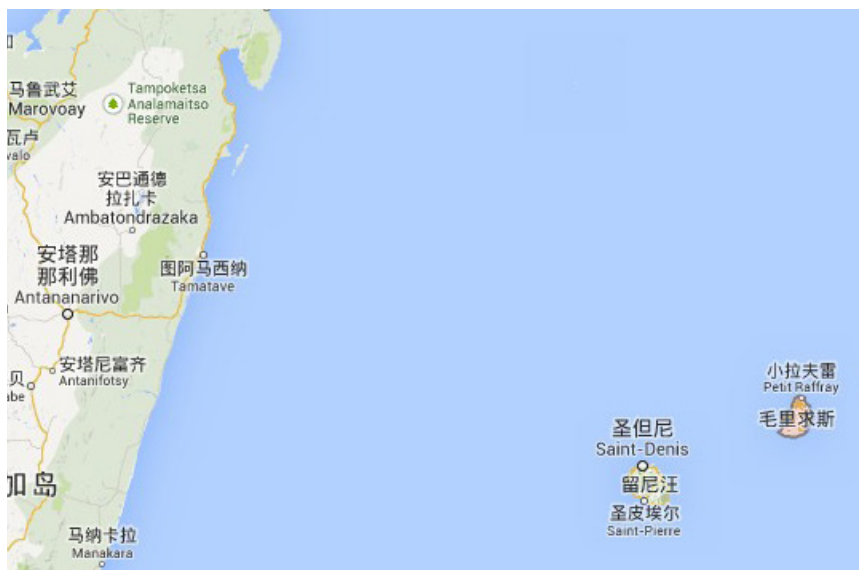 马鲁武艾
Marovoay
Tampoketsa
Analamaitso
Reserve
瓦卢
valo
安巴通德
拉扎卡
Ambatondrazaka
安塔那
那利佛
Antananarivo
图阿马西纳
Tamatave
安塔尼富齐
Antanifotsy
贝
abe
小拉夫雷
Petit Raffray
毛里求斯
圣但尼
Saint-Denis
留尼汪
圣皮埃尔
Saint-Pierre
加岛
马纳卡拉
Manakara